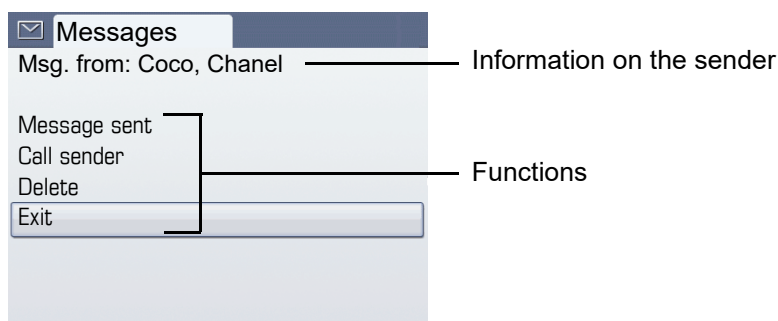 Messages
Msg. from: Coco, Chanel
Information on the sender
Message sent
Call sender
Delete
Functions
Exit